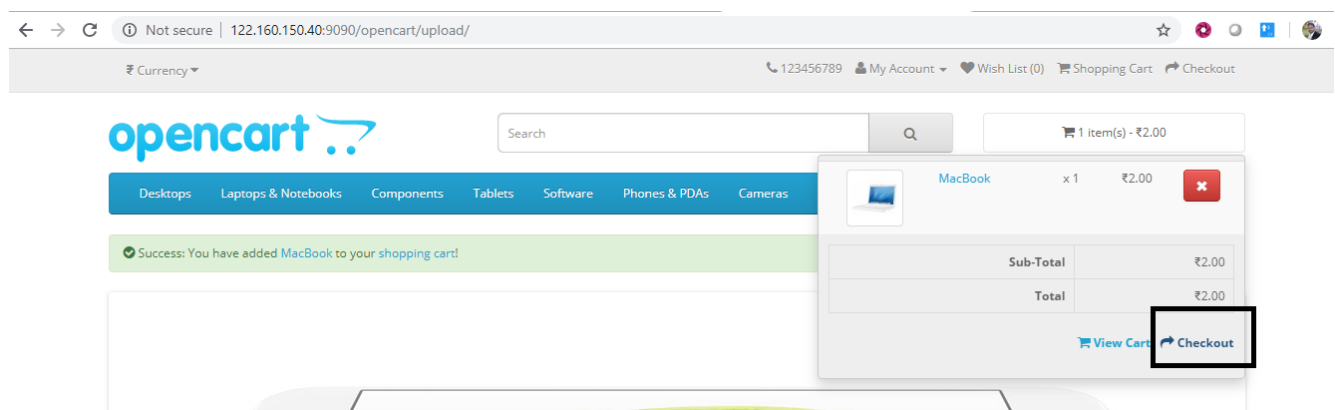 Not secure | 122.160.150.40:9090/opencart/upload/
₹ Currency 123456789 My Account Wish List (0) Shopping Cart Checkout
opencart Search 1 item(s) - ₹2.00
MacBook x 1 ₹2.00
Desktops Laptops & Notebooks Components Tablets Software Phones & PDAs Cameras
Success: You have added MacBook to your shopping cart!
Sub-Total ₹2.00
Total ₹2.00
View Cart Checkout